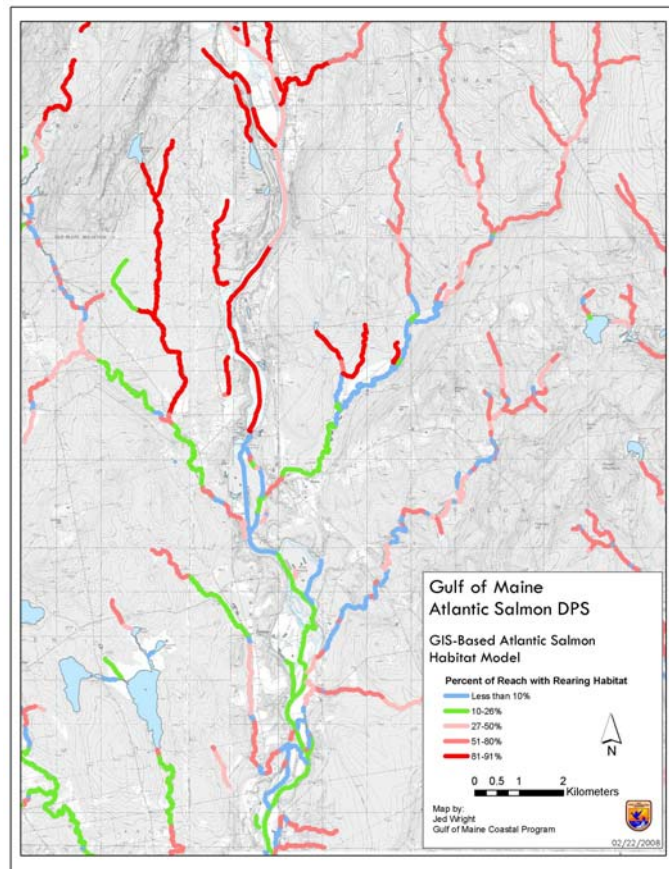 Gulf of Maine
Atlantic Salmon DPS
GIS-Based Atlantic Salmon
Habitat Model
Percent of Reach with Rearing Habitat
Less than 10%
10-26%
27-50%
51-80%
81-91%
N
0 0.5 1 2
Kilometers
Map by:
Jed Wright
Gulf of Maine Coastal Program
02/22/2008